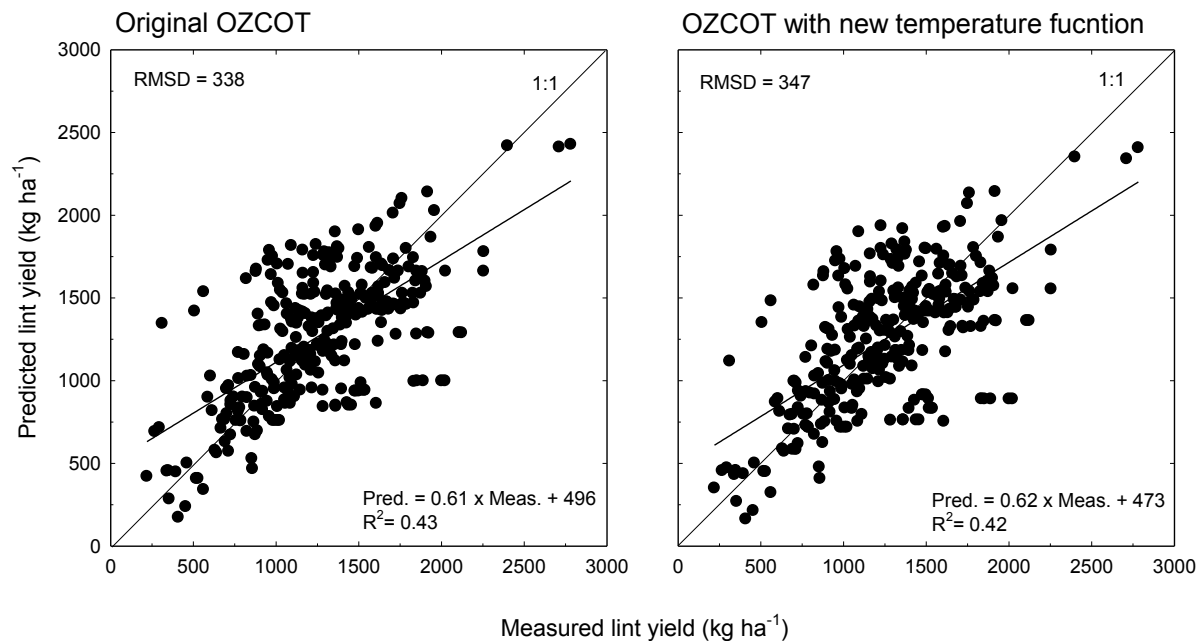 Original OZCOT
OZCOT with new temperature fucntion
3000
2500
2000
1500
1000
500
0
Predicted lint yield (kg ha⁻¹)
RMSD = 338
1:1
Pred. = 0.61 x Meas. + 496
R²= 0.43
0 500 1000 1500 2000 2500 3000
RMSD = 347
1:1
Pred. = 0.62 x Meas. + 473
R²= 0.42
0 500 1000 1500 2000 2500 3000
Measured lint yield (kg ha⁻¹)